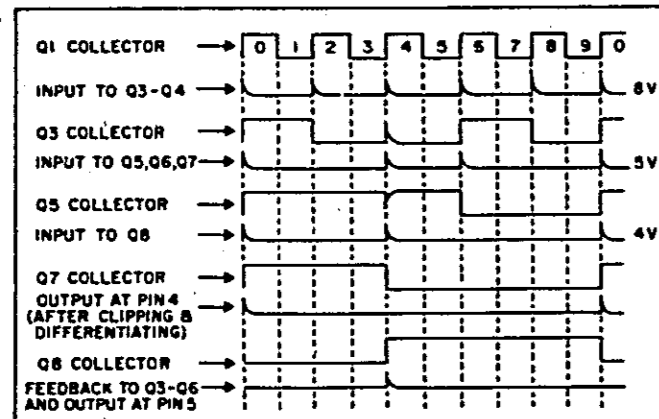 Q1 COLLECTOR
0 1 2 3 4 5 6 7 8 9 0
INPUT TO Q3-Q4
8V
Q3 COLLECTOR
INPUT TO Q5,Q6,Q7
5V
Q5 COLLECTOR
INPUT TO Q8
4V
Q7 COLLECTOR
OUTPUT AT PIN 4
(AFTER CLIPPING &
DIFFERENTIATING)
Q8 COLLECTOR
FEEDBACK TO Q3-Q6
AND OUTPUT AT PIN 5